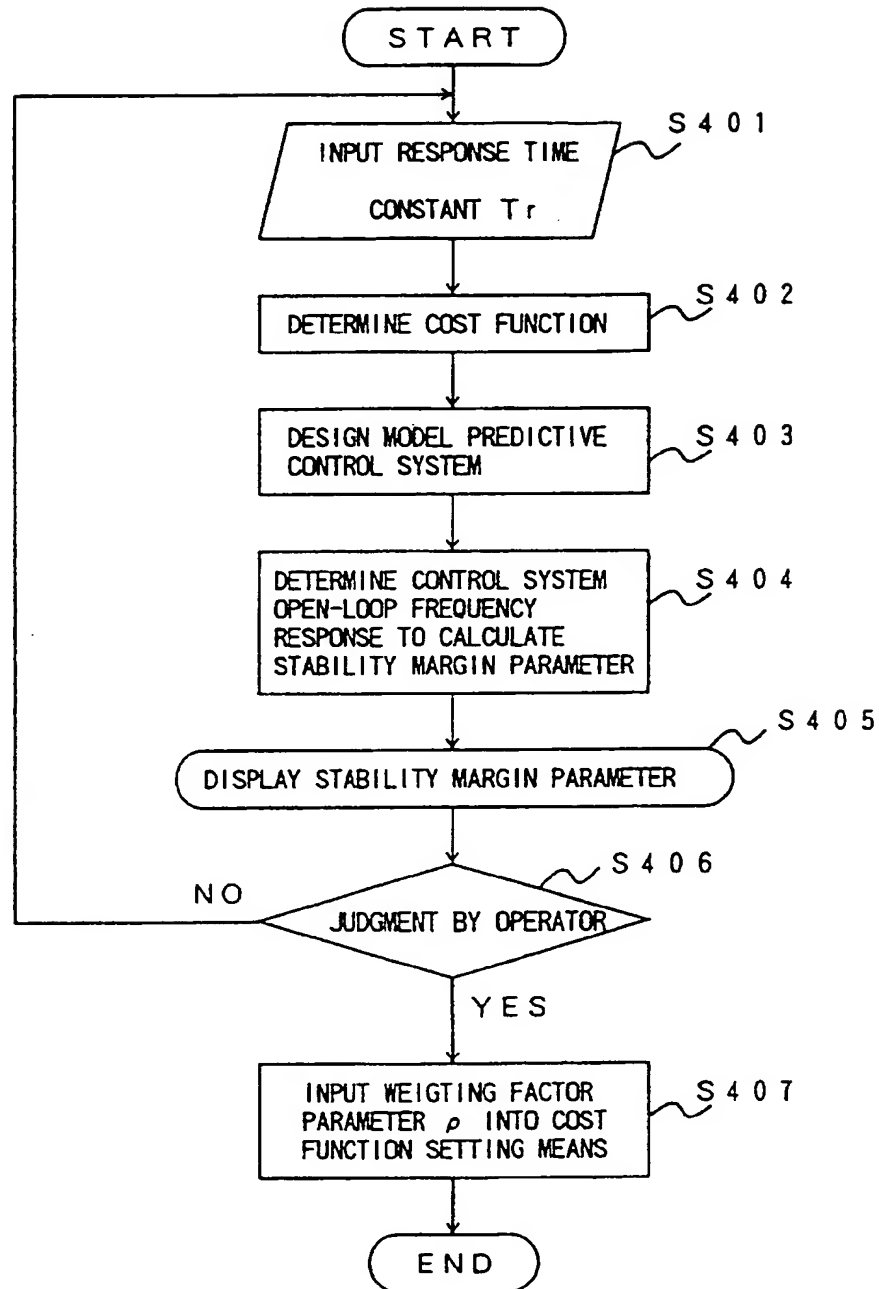 START
INPUT RESPONSE TIME
CONSTANT Tr
S401
DETERMINE COST FUNCTION
S402
DESIGN MODEL PREDICTIVE
CONTROL SYSTEM
S403
DETERMINE CONTROL SYSTEM
OPEN-LOOP FREQUENCY
RESPONSE TO CALCULATE
STABILITY MARGIN PARAMETER
S404
DISPLAY STABILITY MARGIN PARAMETER
S405
JUDGMENT BY OPERATOR
S406
NO
YES
INPUT WEIGTING FACTOR
PARAMETER ρ INTO COST
FUNCTION SETTING MEANS
S407
END